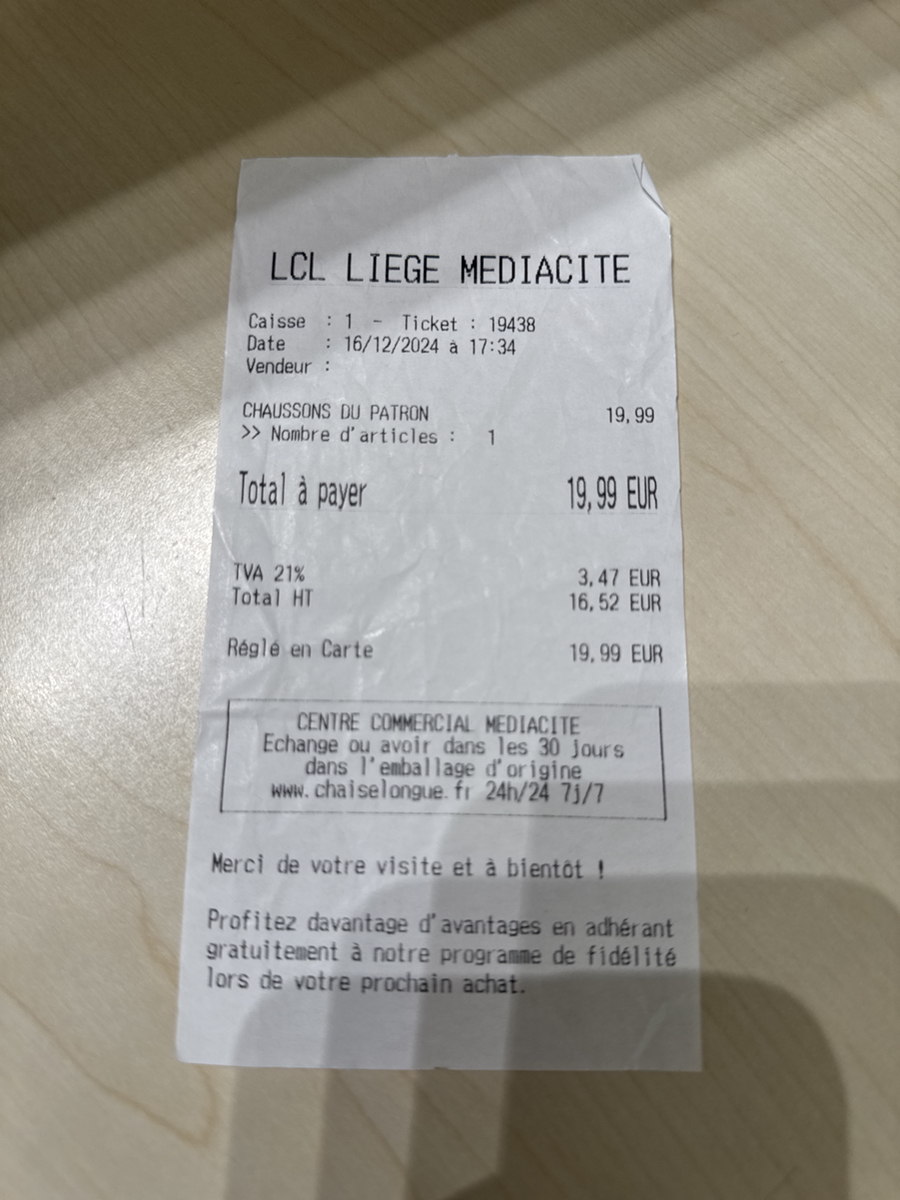 LCL LIEGE MEDIACITE
Caisse : 1 - Ticket : 19438
Date : 16/12/2024 à 17:34
Vendeur :
CHAUSSONS DU PATRON 19,99
>> Nombre d'articles : 1
Total à payer 19,99 EUR
TVA 21% 3,47 EUR
Total HT 16,52 EUR
Réglé en Carte 19,99 EUR
CENTRE COMMERCIAL MEDIACITE
Echange ou avoir dans les 30 jours
dans l'emballage d'origine
www.chaiselongue.fr 24h/24 7j/7
Merci de votre visite et à bientôt !
Profitez davantage d'avantages en adhérant
gratuitement à notre programme de fidélité
lors de votre prochain achat.